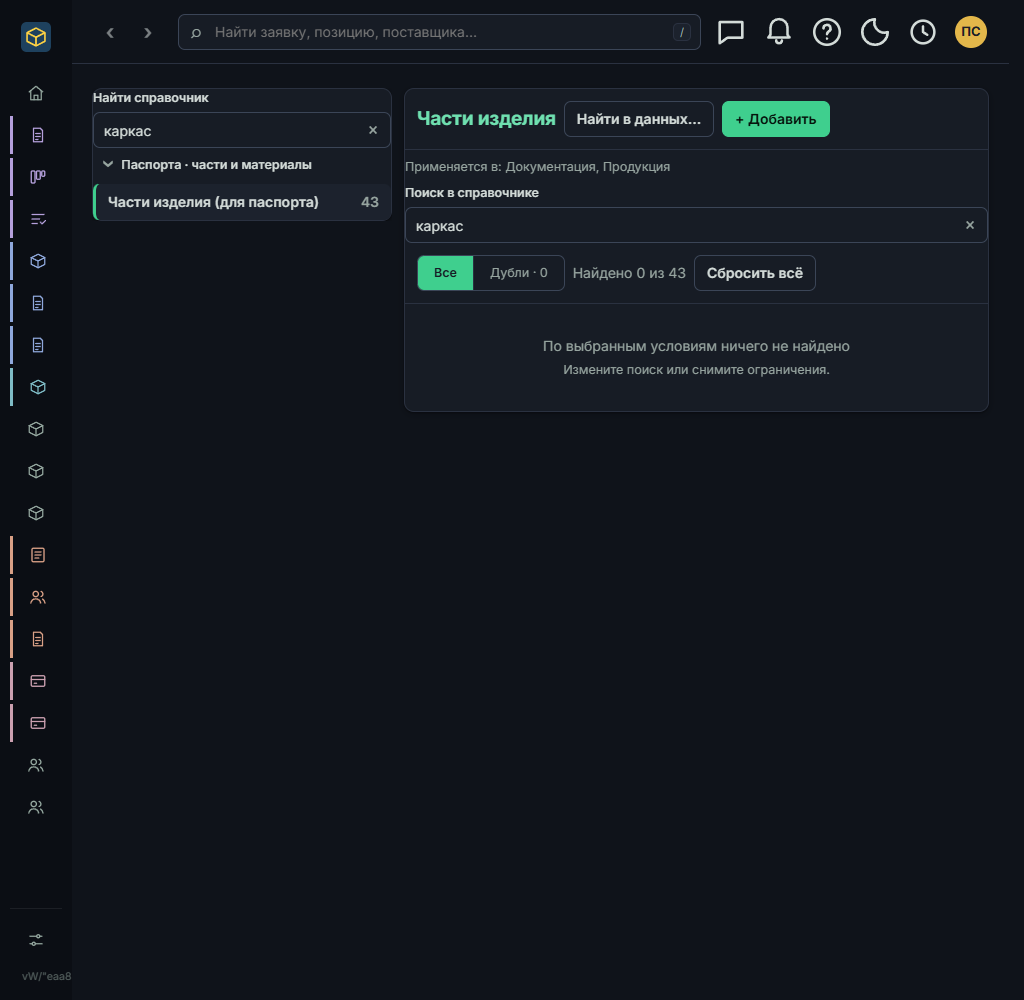 Найти заявку, позицию, поставщика...
/
ПС
Найти справочник
каркас
Паспорта · части и материалы
Части изделия (для паспорта) 43
Части изделия
Найти в данных...
+ Добавить
Применяется в: Документация, Продукция
Поиск в справочнике
каркас
Все
Дубли · 0
Найдено 0 из 43
Сбросить всё
По выбранным условиям ничего не найдено
Измените поиск или снимите ограничения.
vW/"eaa8